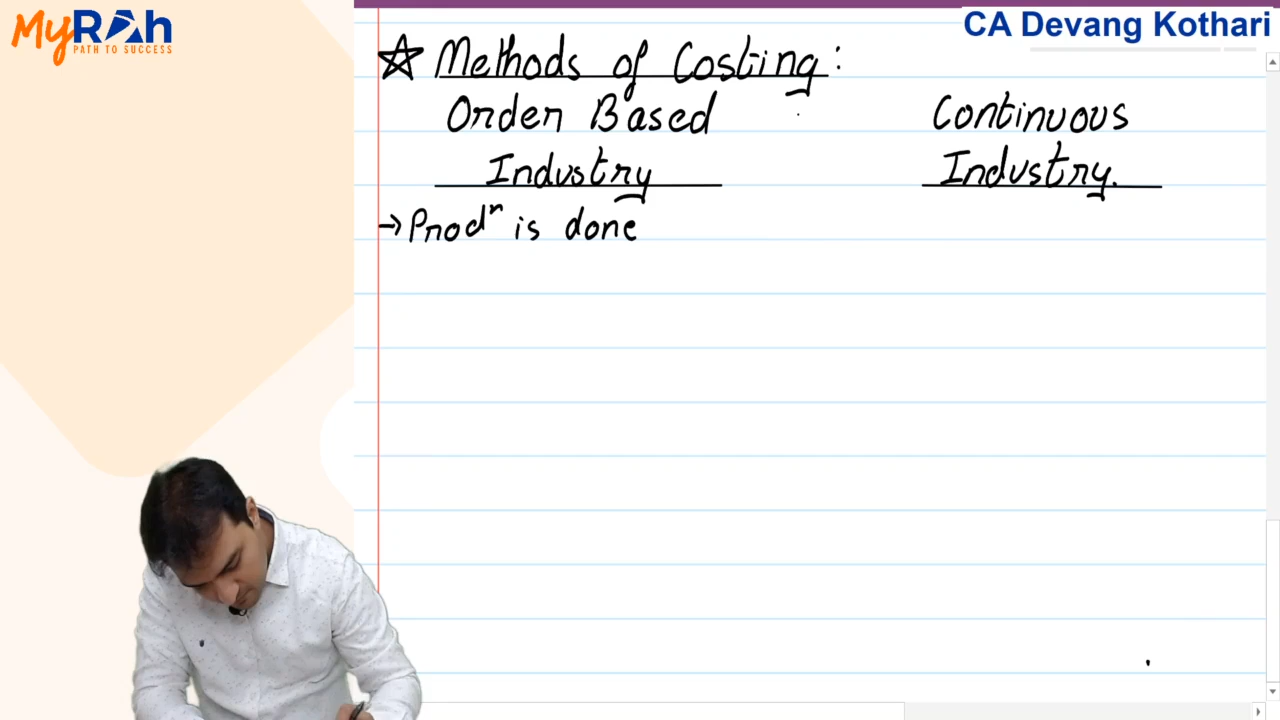 MyRAh
PATH TO SUCCESS
CA Devang Kothari
☆ Methods of Costing :
Order Based Industry
Continuous Industry.
→ Prodⁿ is done